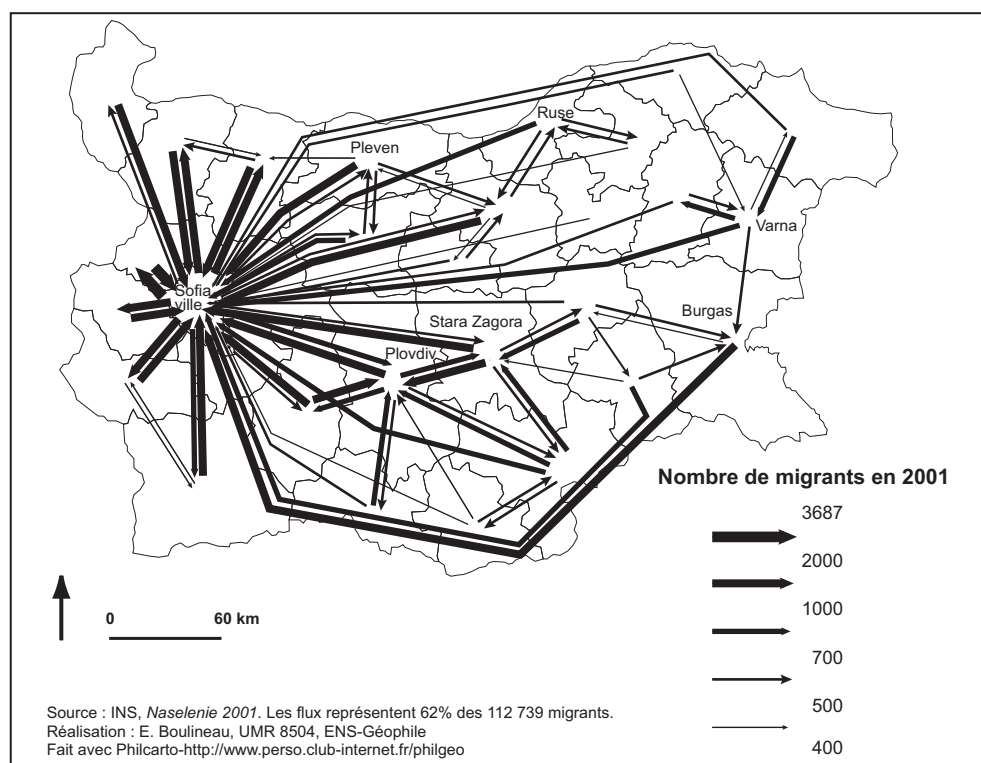 Ruse
Pleven
Varna
Sofia
ville
Burgas
Stara Zagora
Plovdiv
Nombre de migrants en 2001
3687
2000
1000
700
500
400
0 60 km
Source : INS, Naselenie 2001. Les flux représentent 62% des 112 739 migrants.
Réalisation : E. Boulineau, UMR 8504, ENS-Géophile
Fait avec Philcarto-http://www.perso.club-internet.fr/philgeo